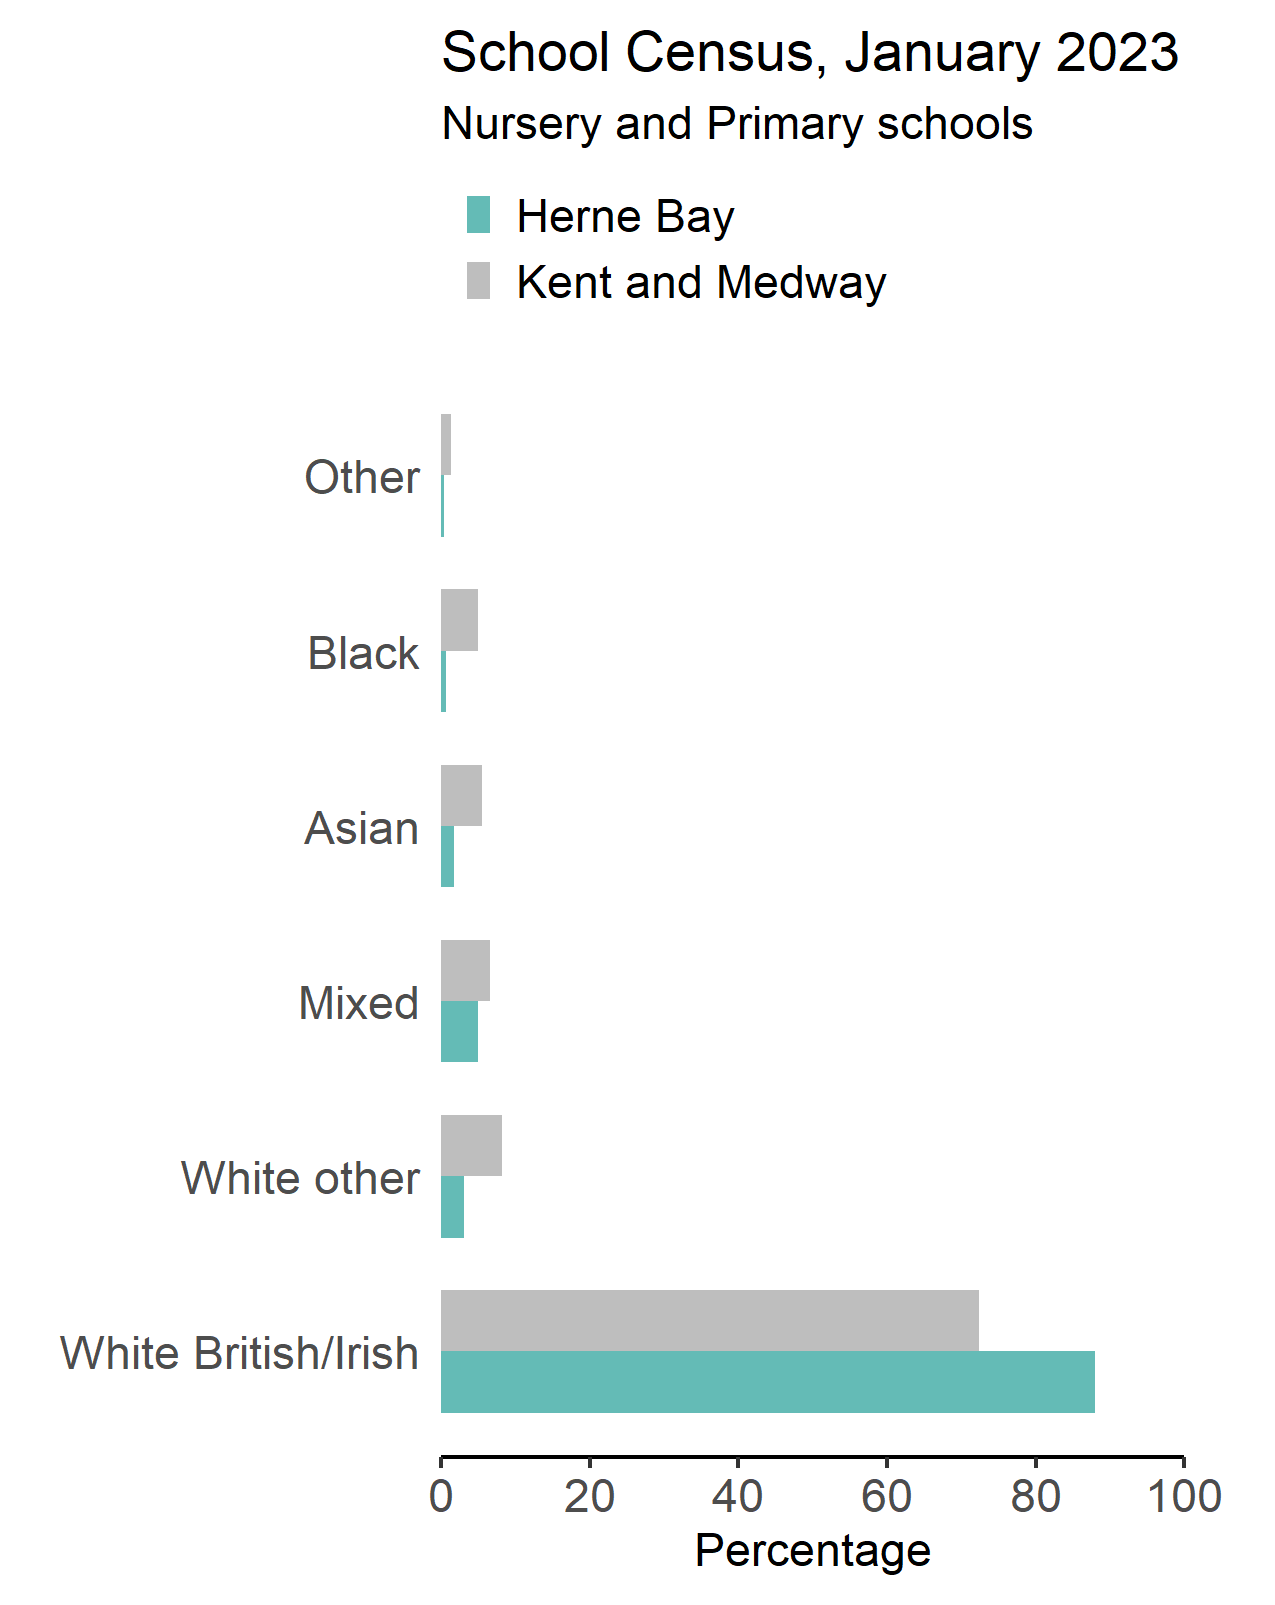 School Census, January 2023
Nursery and Primary schools
Herne Bay
Kent and Medway
Other
Black
Asian
Mixed
White other
White British/Irish
0 20 40 60 80 100
Percentage